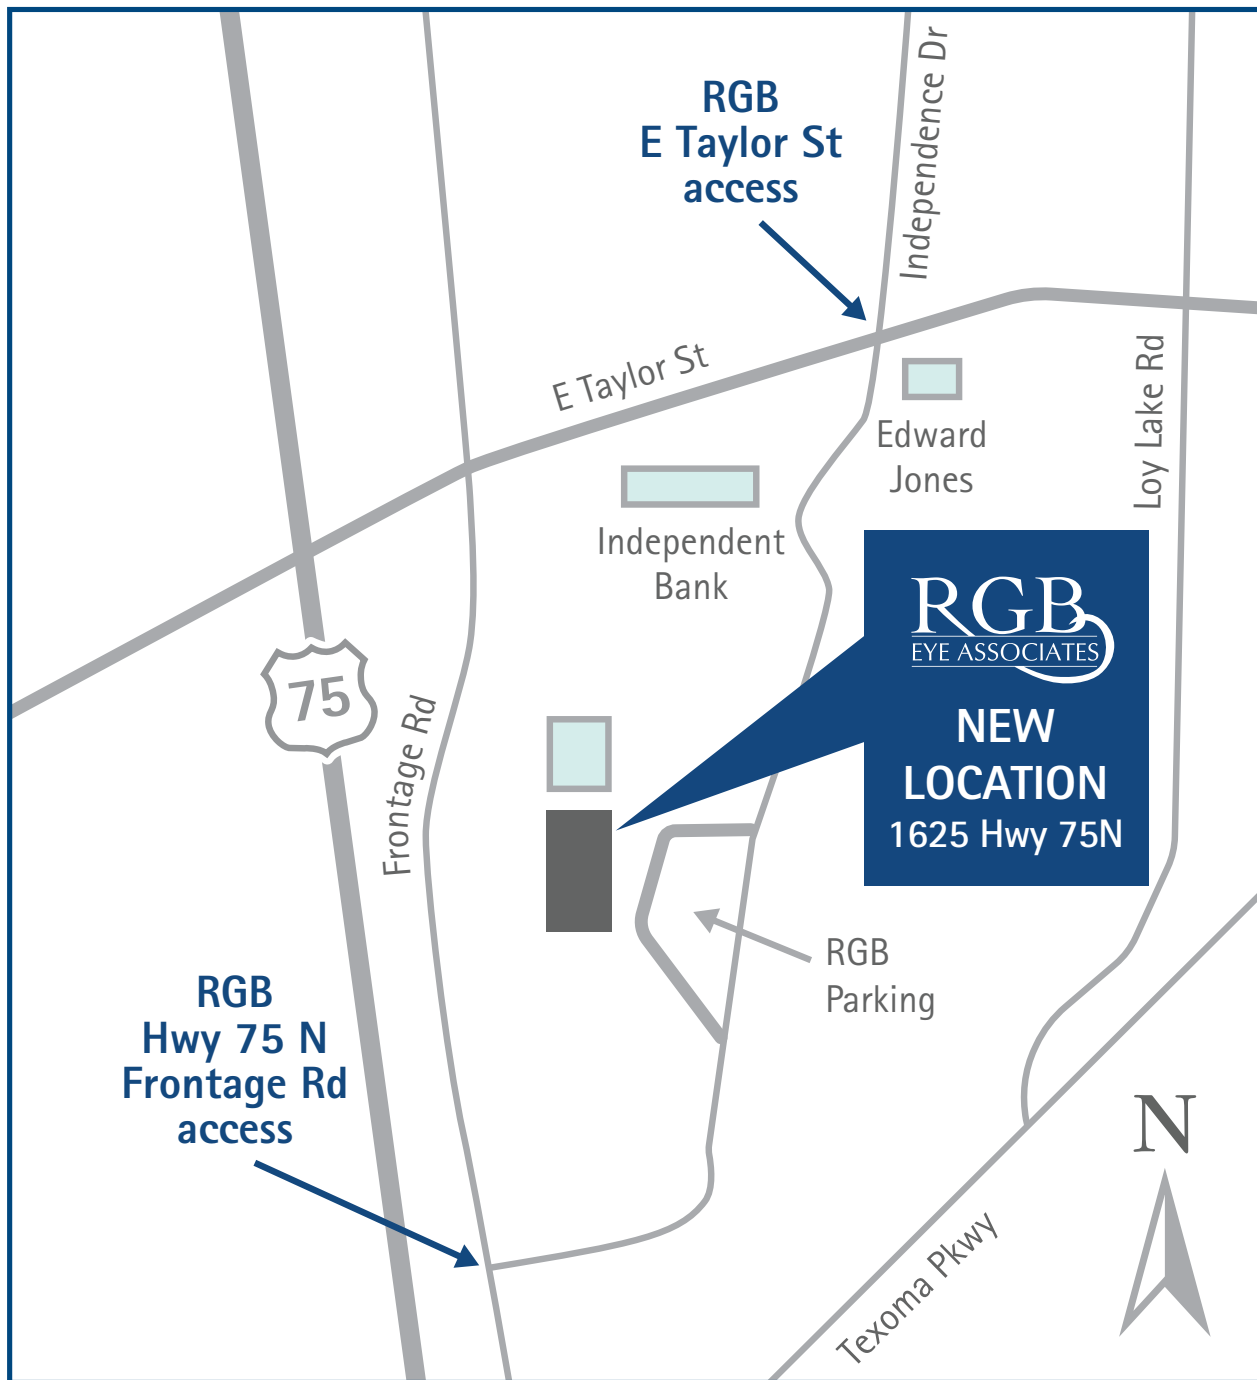 RGB
E Taylor St
access
Independence Dr
E Taylor St
Edward
Jones
Loy Lake Rd
Independent
Bank
RGB
EYE ASSOCIATES
NEW
LOCATION
1625 Hwy 75N
75
Frontage Rd
RGB
Parking
RGB
Hwy 75 N
Frontage Rd
access
N
Texoma Pkwy